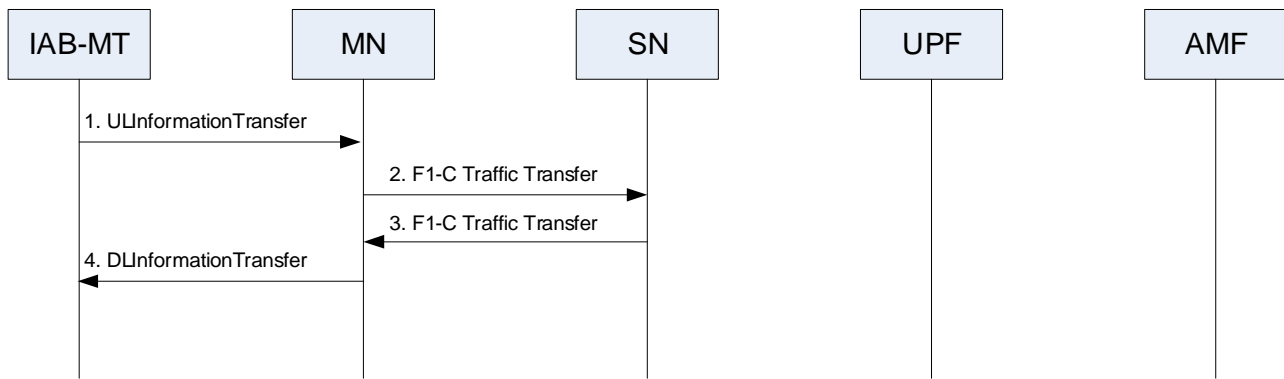 IAB-MT
MN
SN
UPF
AMF
1. ULInformationTransfer
2. F1-C Traffic Transfer
3. F1-C Traffic Transfer
4. DLInformationTransfer